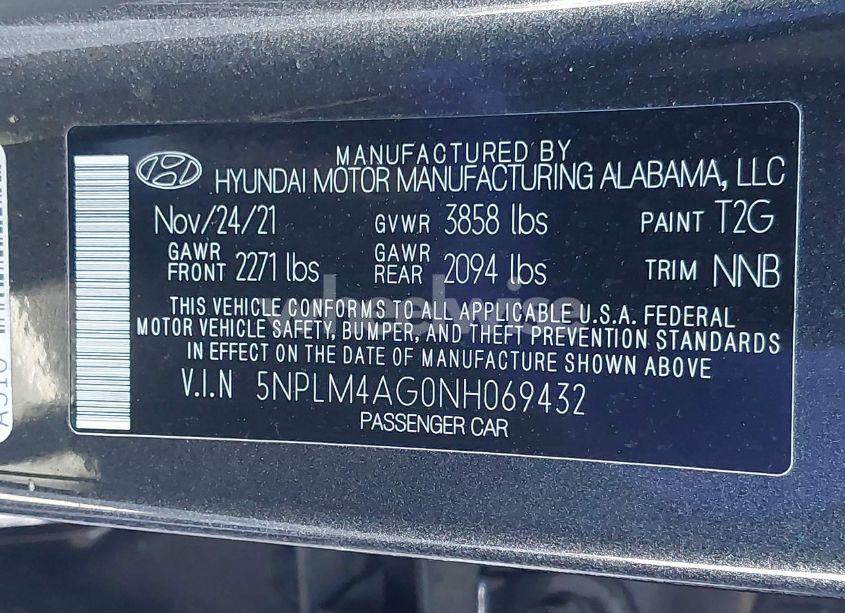 MANUFACTURED BY
HYUNDAI MOTOR MANUFACTURING ALABAMA, LLC
Nov/24/21 GVWR 3858 lbs PAINT T2G
GAWR FRONT 2271 lbs GAWR REAR 2094 lbs TRIM NNB
THIS VEHICLE CONFORMS TO ALL APPLICABLE U.S.A. FEDERAL
MOTOR VEHICLE SAFETY, BUMPER, AND THEFT PREVENTION STANDARDS
IN EFFECT ON THE DATE OF MANUFACTURE SHOWN ABOVE
V.I.N 5NPLM4AG0NH069432
PASSENGER CAR